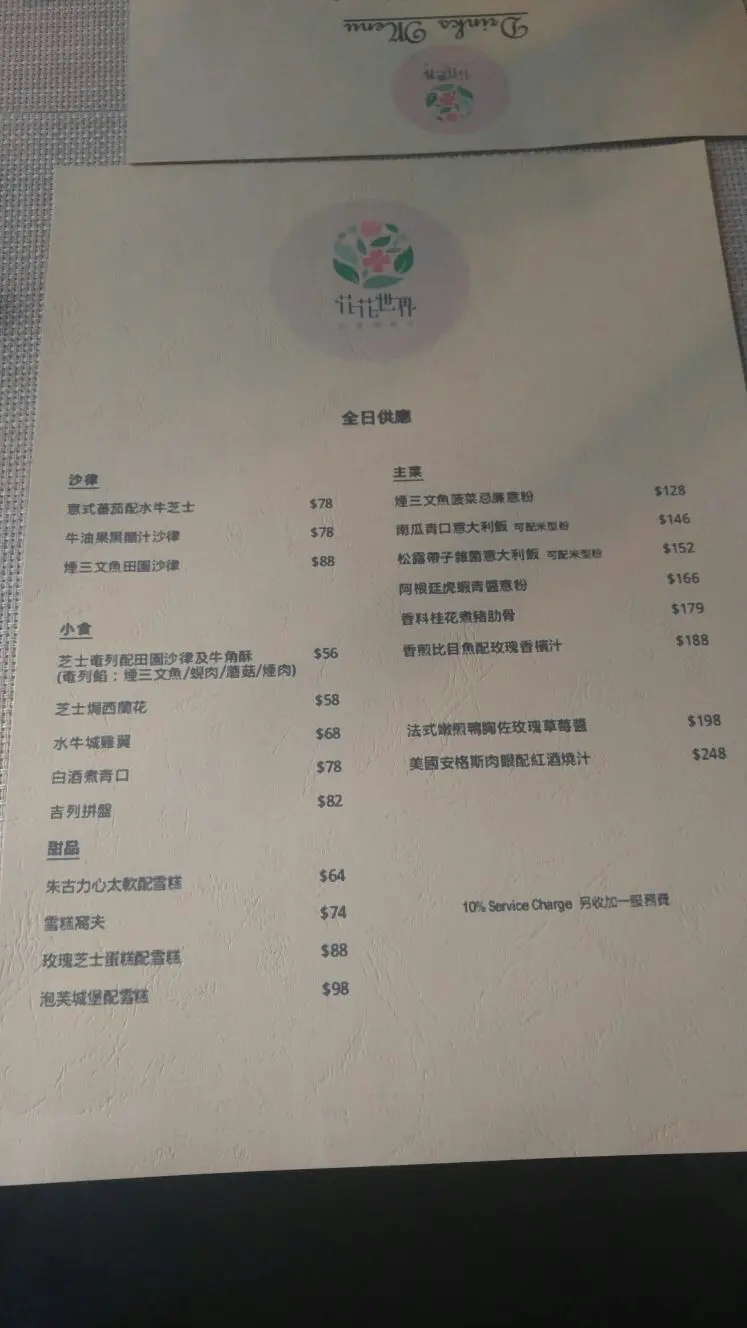 Drinks Menu
花花世界
全日供應
沙律
意式蕃茄配水牛芝士 $78
牛油果黑醋汁沙律 $78
煙三文魚田園沙律 $88
小食
芝士奄列配田園沙律及牛角酥 $56
(奄列餡：煙三文魚/蜆肉/蘑菇/煙肉)
芝士焗西蘭花 $58
水牛城雞翼 $68
白酒煮青口 $78
吉列拼盤 $82
甜品
朱古力心太軟配雪糕 $64
雪糕窩夫 $74
玫瑰芝士蛋糕配雪糕 $88
泡芙城堡配雪糕 $98
主菜
煙三文魚菠菜忌廉意粉 $128
南瓜青口意大利飯 可配米型粉 $146
松露帶子雜菌意大利飯 可配米型粉 $152
阿根廷虎蝦青醬意粉 $166
香料桂花煮豬肋骨 $179
香煎比目魚配玫瑰香檳汁 $188
法式嫩煎鴨胸佐玫瑰草莓醬 $198
美國安格斯肉眼配紅酒燒汁 $248
10% Service Charge 另收加一服務費